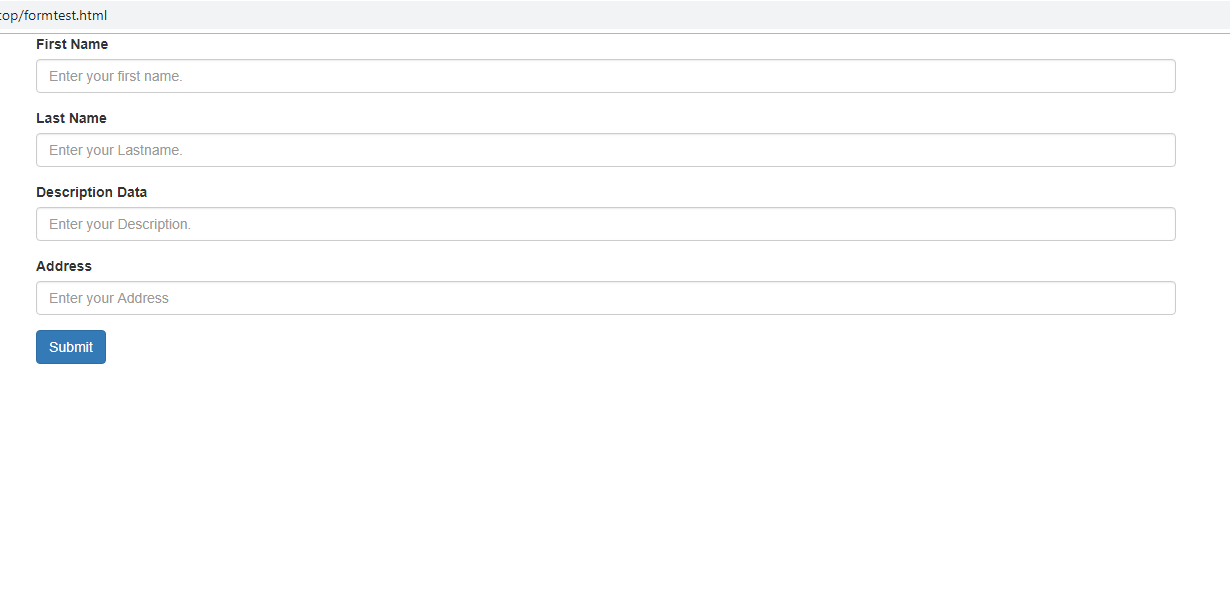 top/formtest.html
First Name
Enter your first name.
Last Name
Enter your Lastname.
Description Data
Enter your Description.
Address
Enter your Address
Submit